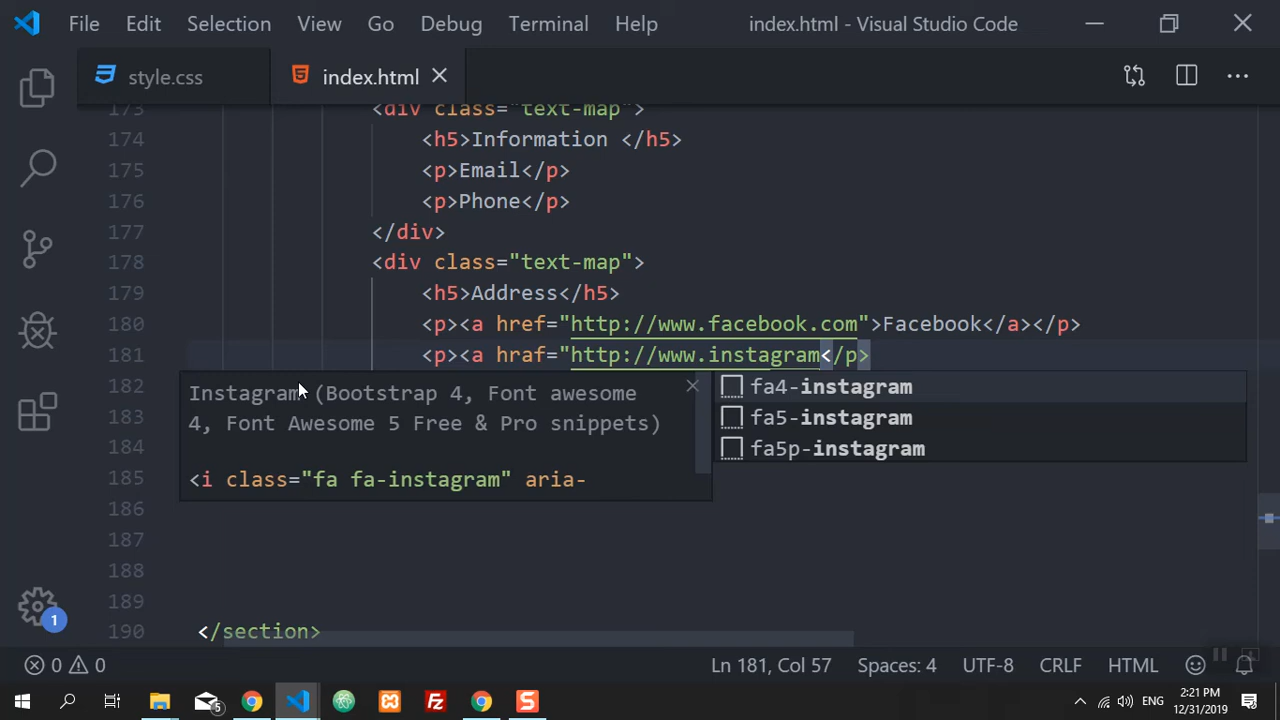 File Edit Selection View Go Debug Terminal Help index.html - Visual Studio Code
style.css index.html
173 <div class="text-map">
174 <h5>Information </h5>
175 <p>Email</p>
176 <p>Phone</p>
177 </div>
178 <div class="text-map">
179 <h5>Address</h5>
180 <p><a href="http://www.facebook.com">Facebook</a></p>
181 <p><a hraf="http://www.instagram</p>
182
183
184
185
186
187
188
189
190 </section>
Instagram (Bootstrap 4, Font awesome
4, Font Awesome 5 Free & Pro snippets)
<i class="fa fa-instagram" aria-
fa4-instagram
fa5-instagram
fa5p-instagram
1
0 0 Ln 181, Col 57 Spaces: 4 UTF-8 CRLF HTML
5 ENG 2:21 PM
12/31/2019